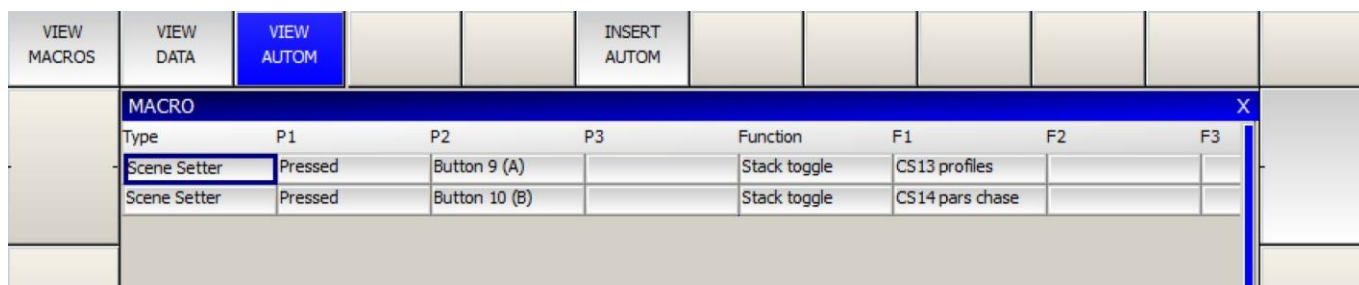 VIEW MACROS VIEW DATA VIEW AUTOM INSERT AUTOM
MACRO X
Type P1 P2 P3 Function F1 F2 F3
Scene Setter Pressed Button 9 (A) Stack toggle CS13 profiles
Scene Setter Pressed Button 10 (B) Stack toggle CS14 pars chase